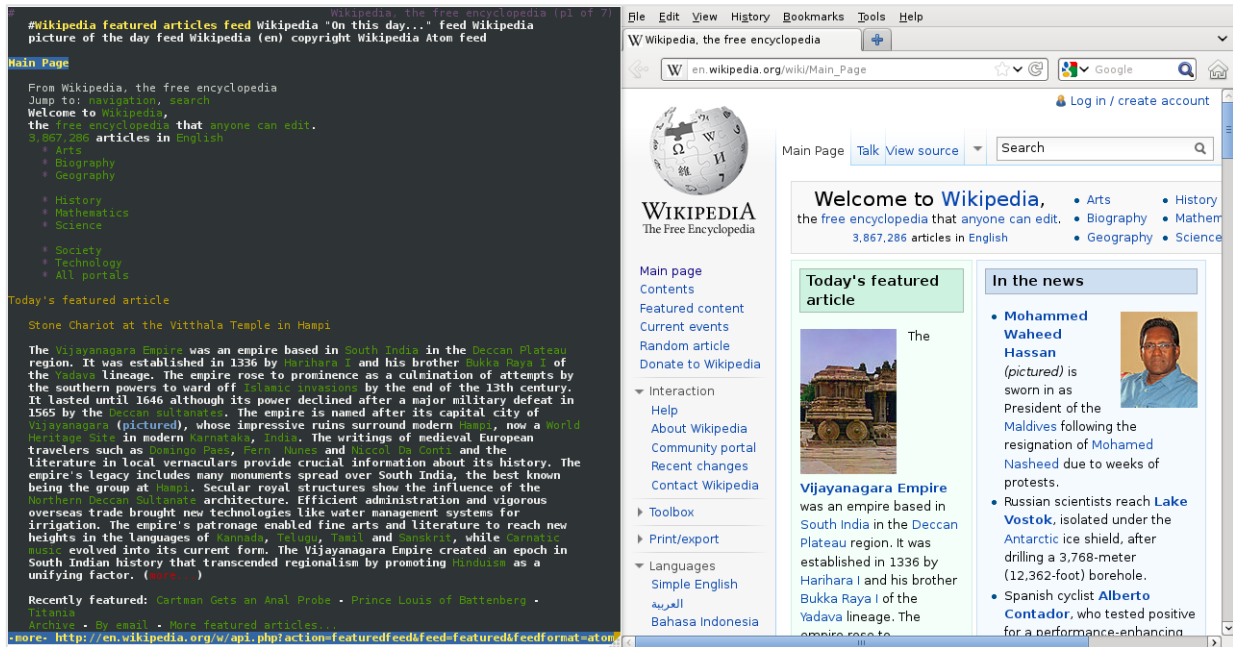 # Wikipedia, the free encyclopedia (p1 of 7)
#Wikipedia featured articles feed Wikipedia "On this day..." feed Wikipedia
picture of the day feed Wikipedia (en) copyright Wikipedia Atom feed
Main Page
From Wikipedia, the free encyclopedia
Jump to: navigation, search
Welcome to Wikipedia,
the free encyclopedia that anyone can edit.
3,867,286 articles in English
* Arts
* Biography
* Geography
* History
* Mathematics
* Science
* Society
* Technology
* All portals
Today's featured article
Stone Chariot at the Vitthala Temple in Hampi
The Vijayanagara Empire was an empire based in South India in the Deccan Plateau
region. It was established in 1336 by Harihara I and his brother Bukka Raya I of
the Yadava lineage. The empire rose to prominence as a culmination of attempts by
the southern powers to ward off Islamic invasions by the end of the 13th century.
It lasted until 1646 although its power declined after a major military defeat in
1565 by the Deccan sultanates. The empire is named after its capital city of
Vijayanagara (pictured), whose impressive ruins surround modern Hampi, now a World
Heritage Site in modern Karnataka, India. The writings of medieval European
travelers such as Domingo Paes, Fern  Nunes and Niccol Da Conti and the
literature in local vernaculars provide crucial information about its history. The
empire's legacy includes many monuments spread over South India, the best known
being the group at Hampi. Secular royal structures show the influence of the
Northern Deccan Sultanate architecture. Efficient administration and vigorous
overseas trade brought new technologies like water management systems for
irrigation. The empire's patronage enabled fine arts and literature to reach new
heights in the languages of Kannada, Telugu, Tamil and Sanskrit, while Carnatic
music evolved into its current form. The Vijayanagara Empire created an epoch in
South Indian history that transcended regionalism by promoting Hinduism as a
unifying factor. (more...)
Recently featured: Cartman Gets an Anal Probe - Prince Louis of Battenberg -
Titania
Archive - By email - More featured articles...
-more- http://en.wikipedia.org/w/api.php?action=featuredfeed&feed=featured&feedformat=atom
File Edit View History Bookmarks Tools Help
W Wikipedia, the free encyclopedia
W en.wikipedia.org/wiki/Main_Page Google
Log in / create account
Main Page Talk View source Search
WIKIPEDIA
The Free Encyclopedia
Main page
Contents
Featured content
Current events
Random article
Donate to Wikipedia
Interaction
Help
About Wikipedia
Community portal
Recent changes
Contact Wikipedia
Toolbox
Print/export
Languages
Simple English
العربية
Bahasa Indonesia
Welcome to Wikipedia,
the free encyclopedia that anyone can edit.
3,867,286 articles in English
• Arts
• Biography
• Geography
• History
• Mathem
• Science
Today's featured
article
The
Vijayanagara Empire
was an empire based in
South India in the Deccan
Plateau region. It was
established in 1336 by
Harihara I and his brother
Bukka Raya I of the
Yadava lineage. The
empire rose to
In the news
• Mohammed
Waheed
Hassan
(pictured) is
sworn in as
President of the
Maldives following the
resignation of Mohamed
Nasheed due to weeks of
protests.
• Russian scientists reach Lake
Vostok, isolated under the
Antarctic ice shield, after
drilling a 3,768-meter
(12,362-foot) borehole.
• Spanish cyclist Alberto
Contador, who tested positive
for a performance-enhancing